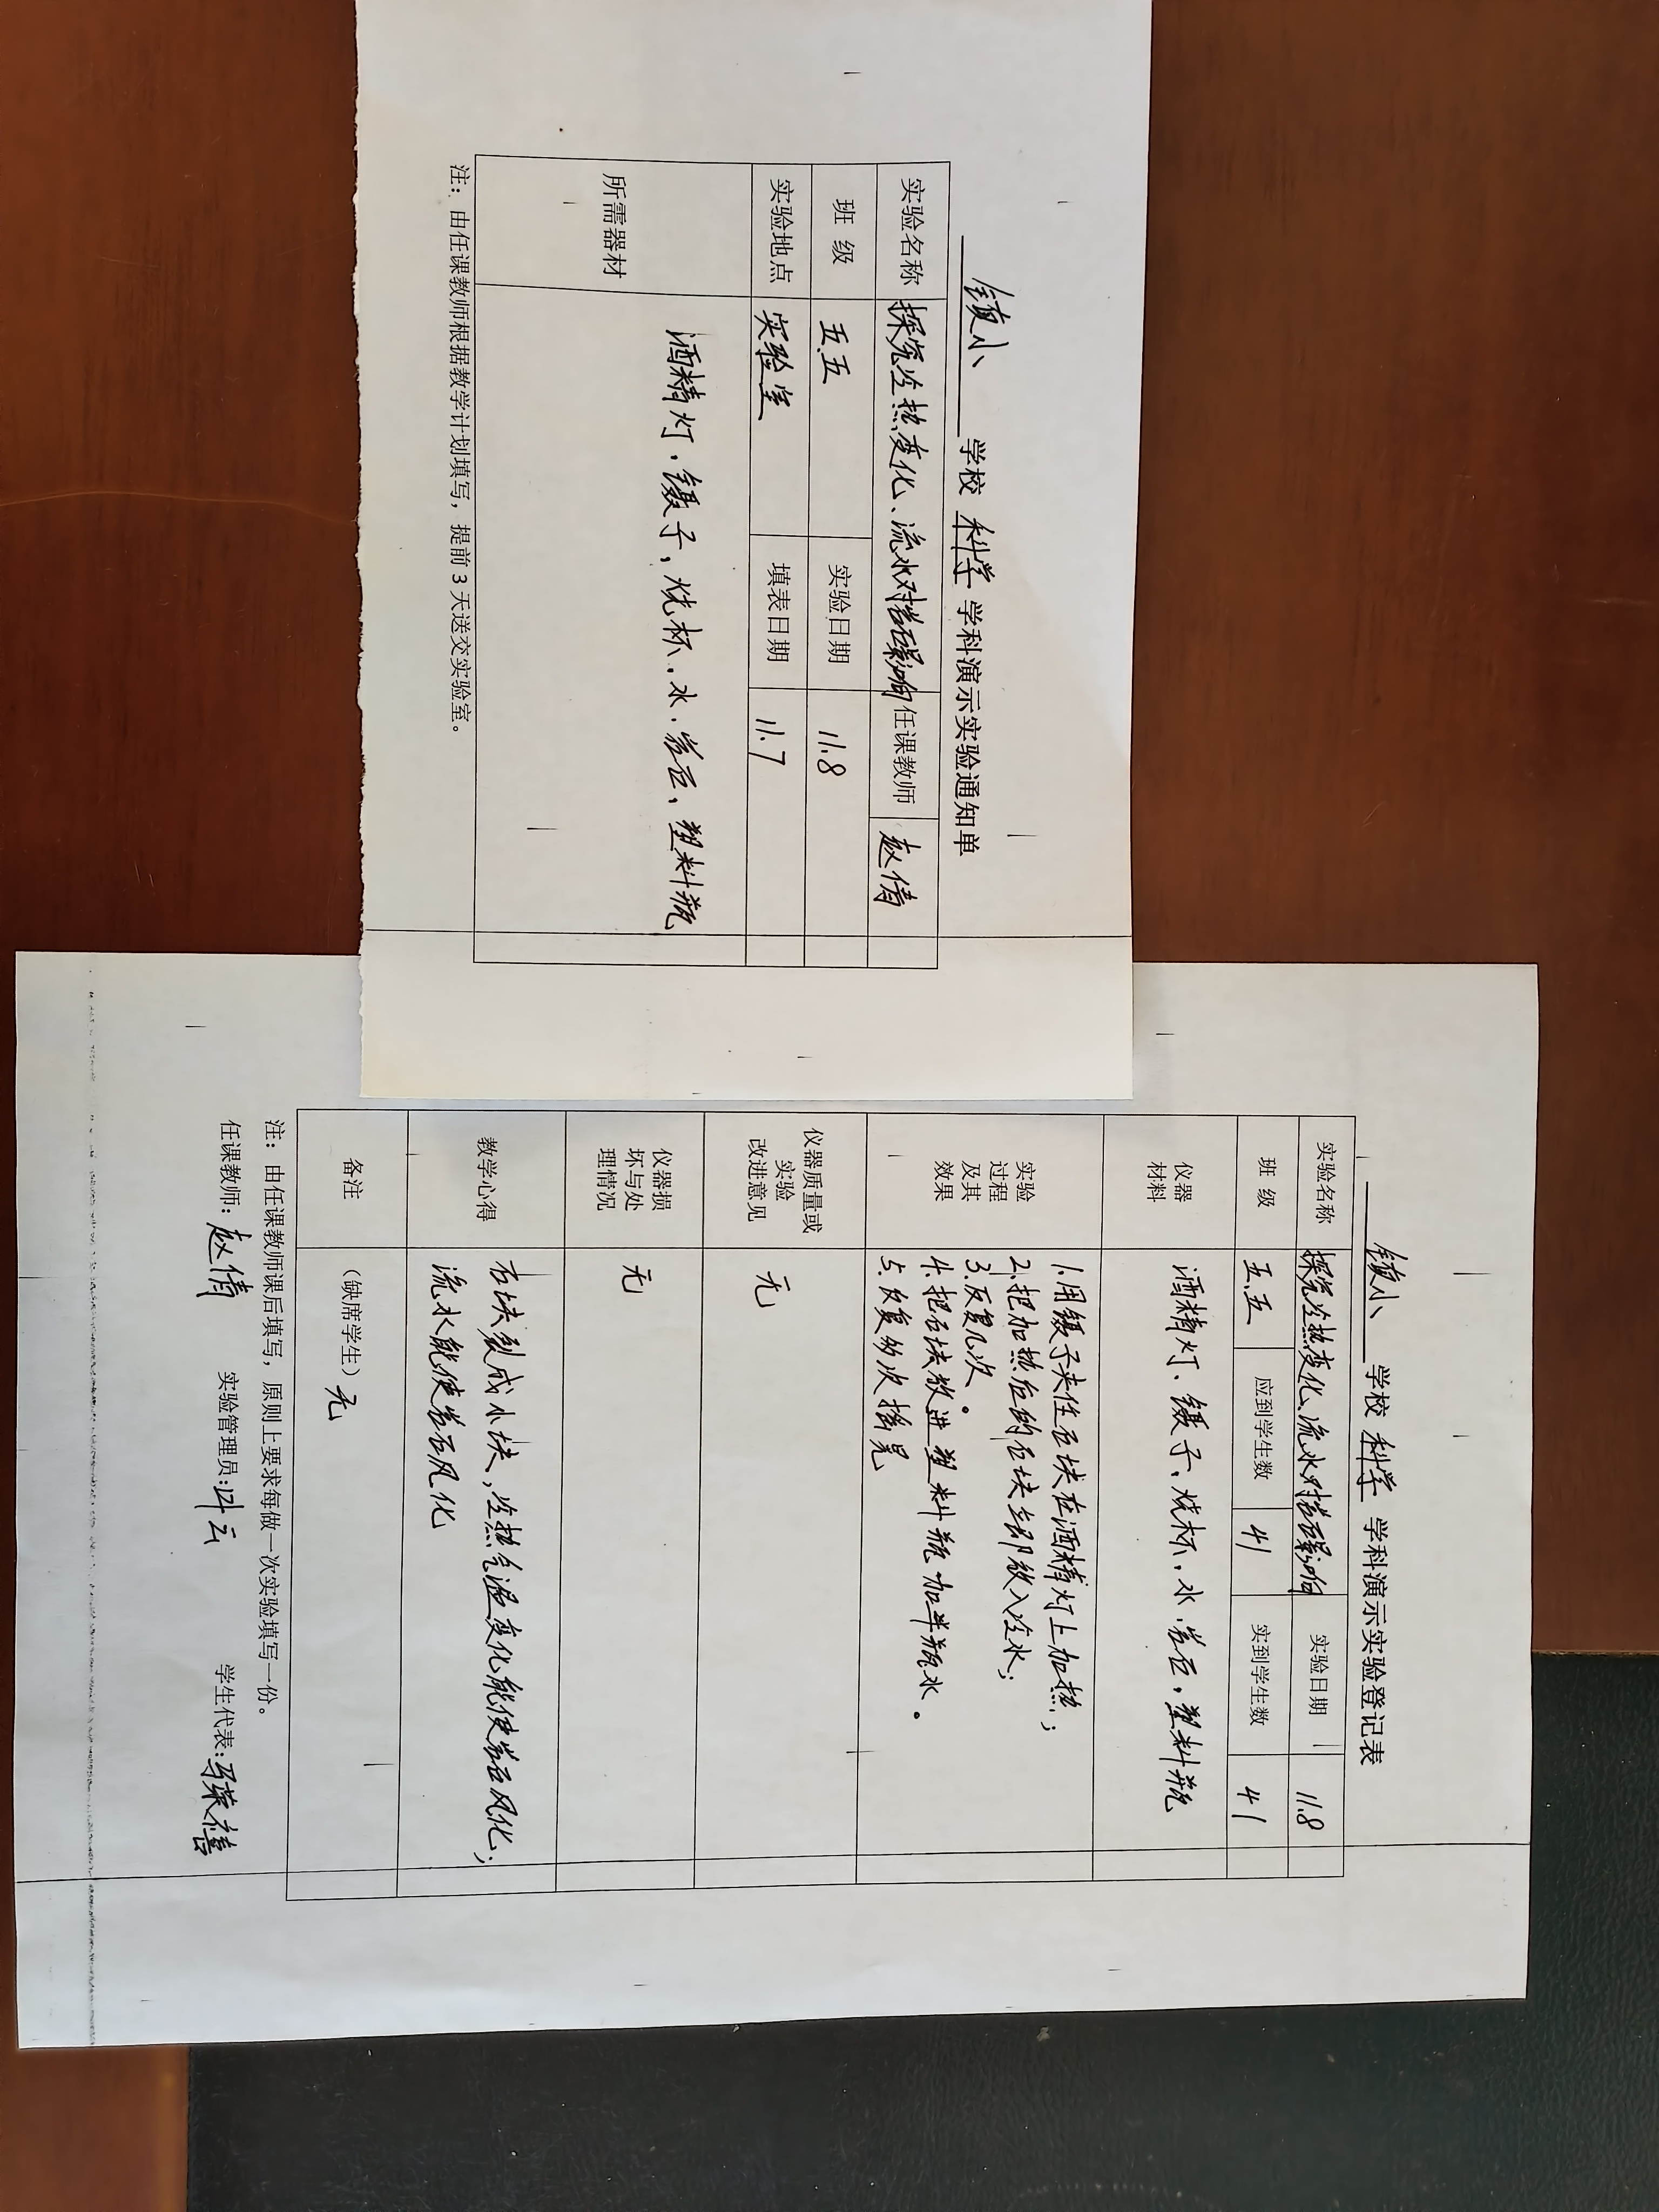 镇小 学校 科学 学科演示实验通知单
实验名称 探究冷热变化、流水对岩石影响 任课教师 赵倩
班 级 五.五 实验日期 11.8
实验地点 实验室 填表日期 11.7
所需器材 酒精灯、镊子、烧杯、水、岩石、塑料瓶
注：由任课教师根据教学计划填写，提前3天送交实验室。
镇小 学校 科学 学科演示实验登记表
实验名称 探究冷热变化、流水对岩石影响 实验日期 11.8
班 级 五.五 应到学生数 41 实到学生数 41
仪器
材料
酒精灯、镊子、烧杯、水、岩石、塑料瓶
实验
过程
及其
效果
1.用镊子夹住石块在酒精灯上加热；
2.把加热后的石块立即放入冷水；
3.反复几次。
4.把石块放进塑料瓶加半瓶水。
5.反复多次摇晃
仪器质量或
实验
改进意见
无
仪器损
坏与处
理情况
无
教学心得
石块裂成小块，冷热气温变化能使岩石风化；
流水能使岩石风化
备注 （缺席学生）无
注：由任课教师课后填写，原则上要求每做一次实验填写一份。
任课教师：赵倩 实验管理员： 云 学生代表：马荣禧